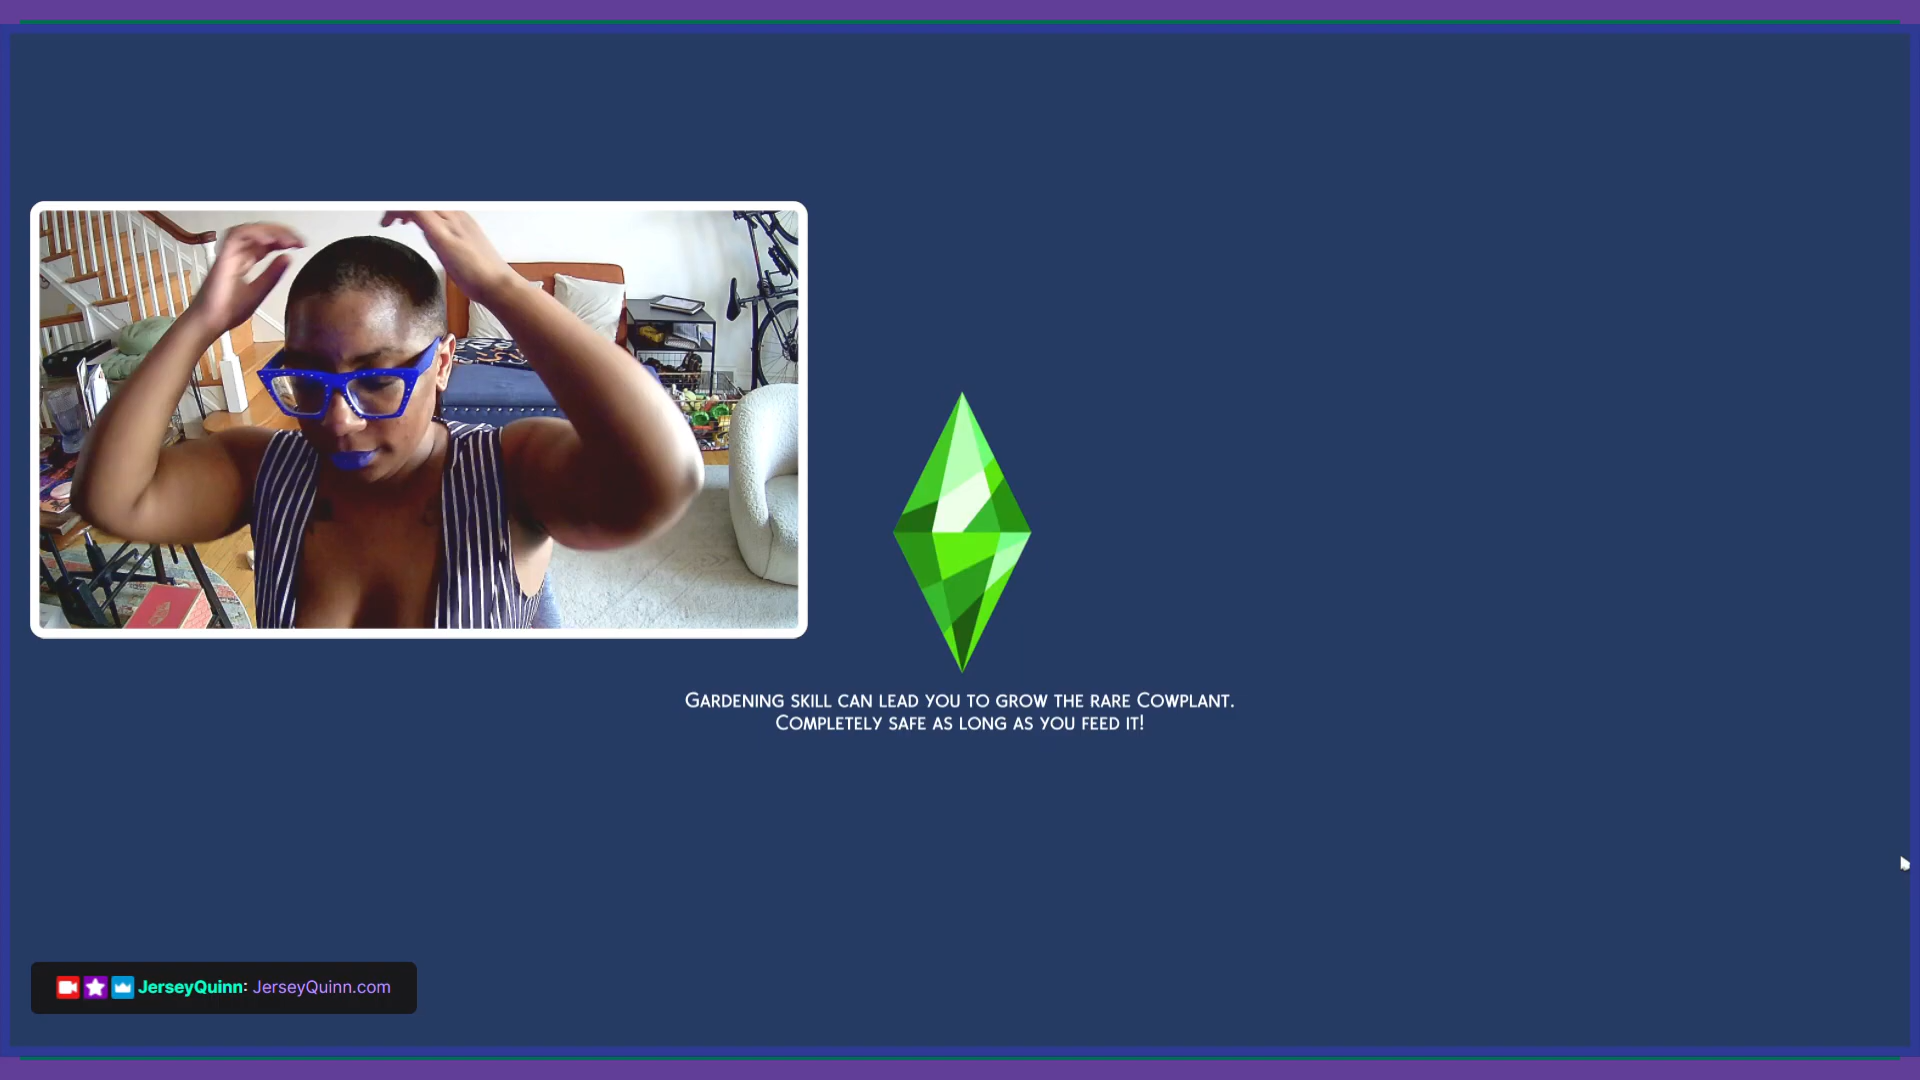 Gardening skill can lead you to grow the rare Cowplant.
Completely safe as long as you feed it!
JerseyQuinn: JerseyQuinn.com